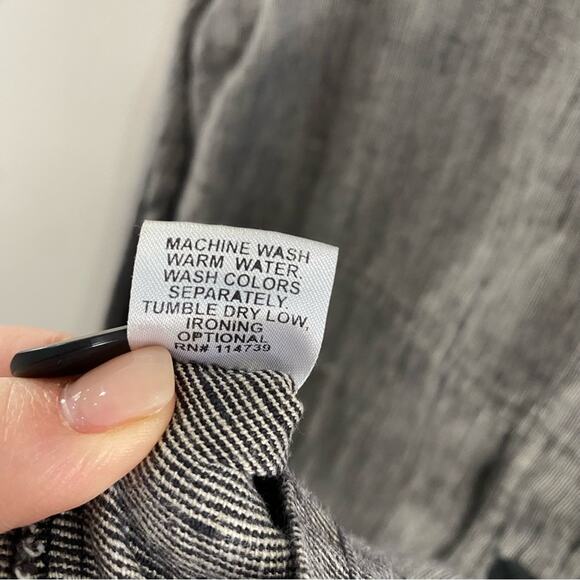 MACHINE WASH
WARM WATER.
WASH COLORS
SEPARATELY.
TUMBLE DRY LOW,
IRONING
OPTIONAL
RN# 114739